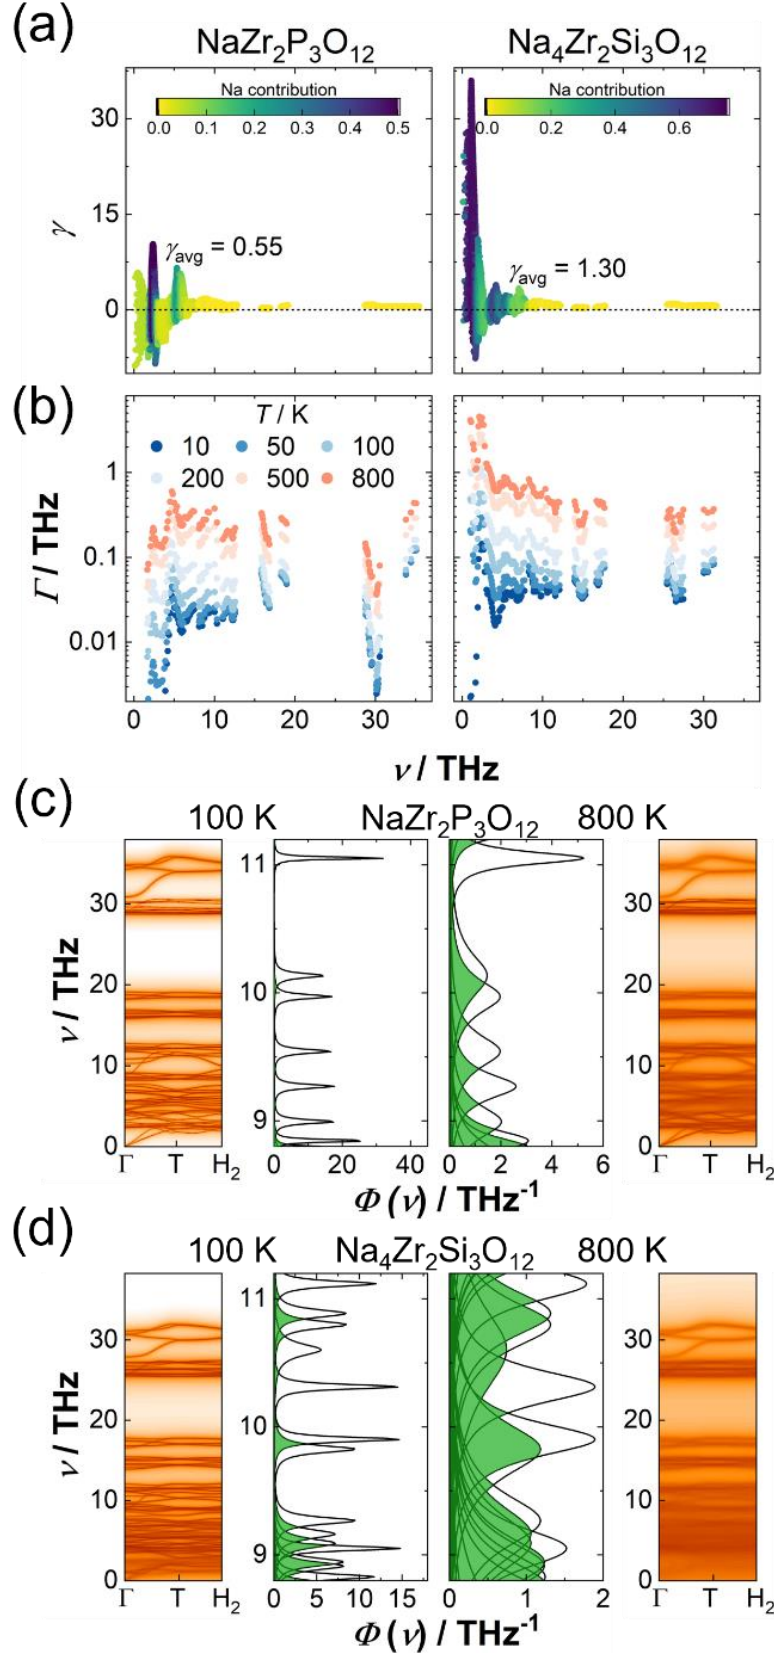 (a)
NaZr₂P₃O₁₂ Na₄Zr₂Si₃O₁₂
Na contribution Na contribution
0.0 0.1 0.2 0.3 0.4 0.5 0.0 0.2 0.4 0.6
30
15
0
γ
γavg = 0.55 γavg = 1.30
(b)
T / K
10 50 100
200 500 800
1
0.1
0.01
Γ / THz
0 10 20 30 0 10 20 30
ν / THz
(c)
100 K NaZr₂P₃O₁₂ 800 K
30
20
10
0
ν / THz
11
10
9
Γ T H₂ 0 20 40 0 2 4 6 Γ T H₂
Φ(ν) / THz⁻¹
(d)
100 K Na₄Zr₂Si₃O₁₂ 800 K
30
20
10
0
ν / THz
11
10
9
Γ T H₂ 0 5 10 15 0 1 2 Γ T H₂
Φ(ν) / THz⁻¹